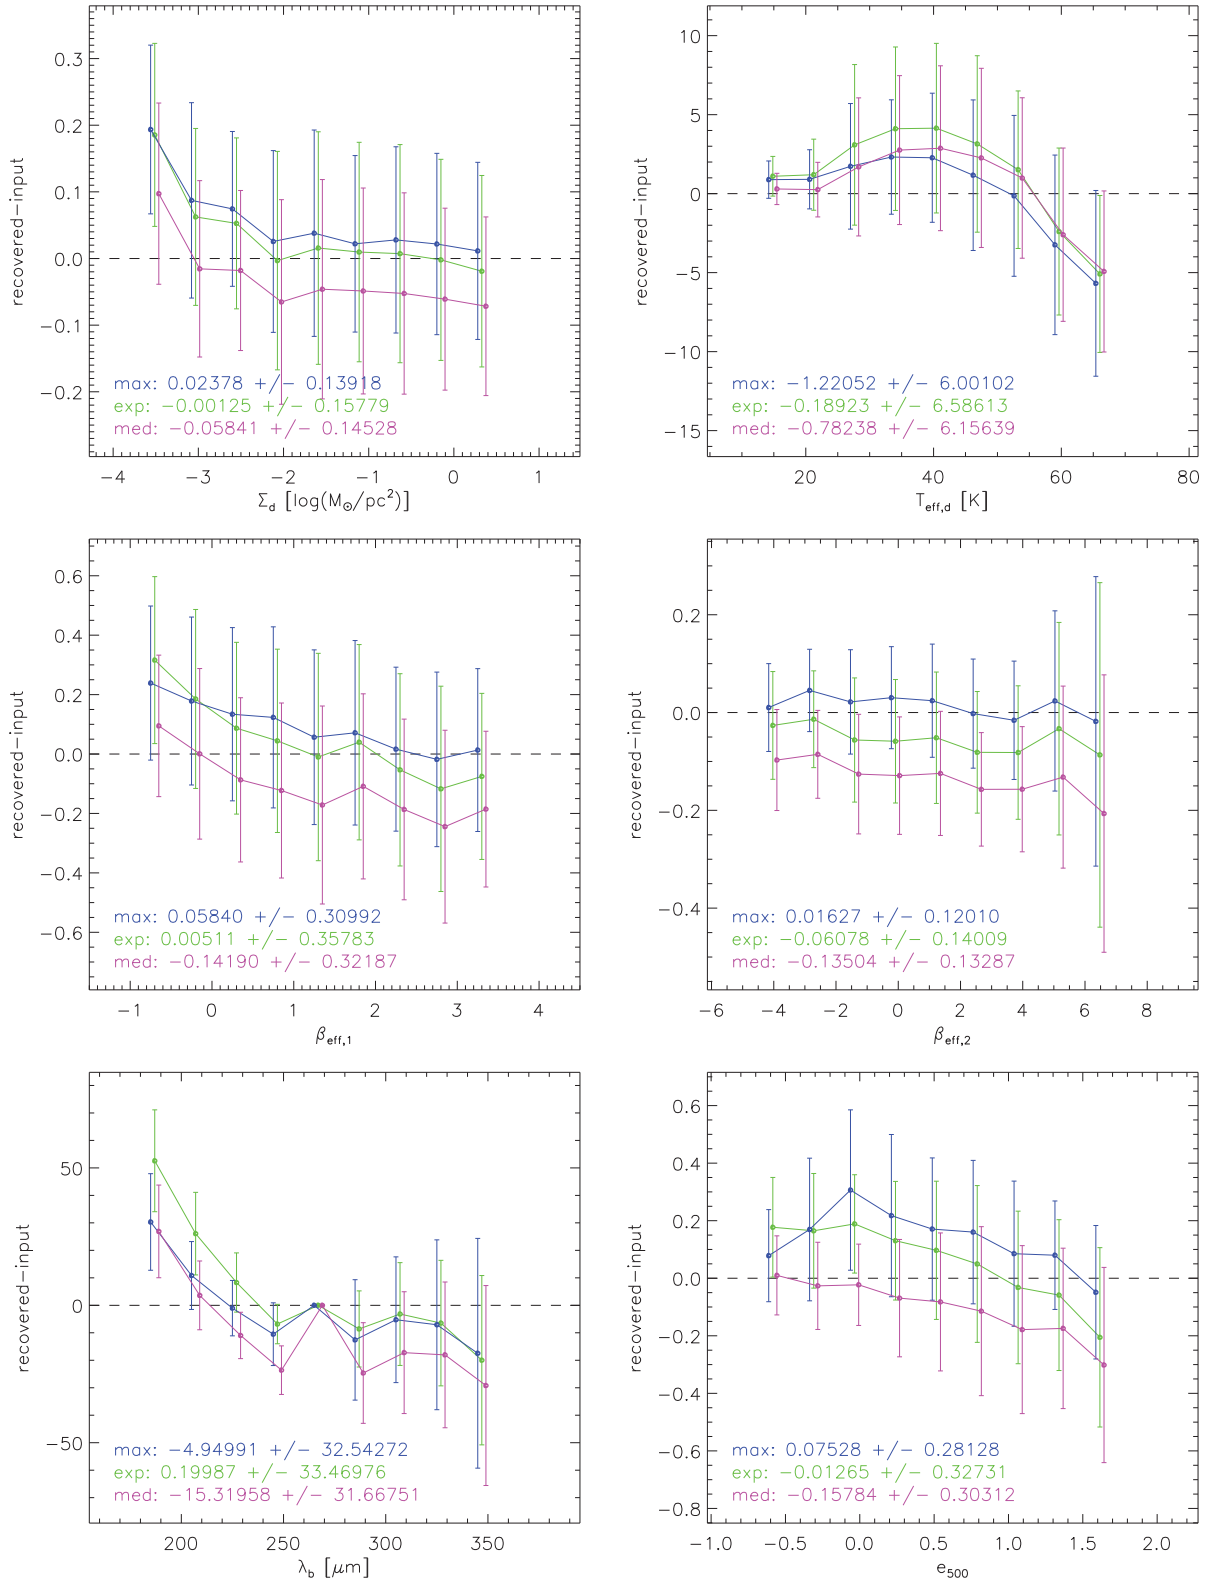 recovered−input
0.3
0.2
0.1
0.0
−0.1
−0.2
max: 0.02378 +/− 0.13918
exp: −0.00125 +/− 0.15779
med: −0.05841 +/− 0.14528
−4 −3 −2 −1 0 1
Σd [log(M⊙/pc²)]
recovered−input
10
5
0
−5
−10
−15
max: −1.22052 +/− 6.00102
exp: −0.18923 +/− 6.58613
med: −0.78238 +/− 6.15639
20 40 60 80
Teff,d [K]
recovered−input
0.6
0.4
0.2
0.0
−0.2
−0.4
−0.6
max: 0.05840 +/− 0.30992
exp: 0.00511 +/− 0.35783
med: −0.14190 +/− 0.32187
−1 0 1 2 3 4
βeff,1
recovered−input
0.2
0.0
−0.2
−0.4
max: 0.01627 +/− 0.12010
exp: −0.06078 +/− 0.14009
med: −0.13504 +/− 0.13287
−6 −4 −2 0 2 4 6 8
βeff,2
recovered−input
50
0
−50
max: −4.94991 +/− 32.54272
exp: 0.19987 +/− 33.46976
med: −15.31958 +/− 31.66751
200 250 300 350
λb [μm]
recovered−input
0.6
0.4
0.2
0.0
−0.2
−0.4
−0.6
−0.8
max: 0.07528 +/− 0.28128
exp: −0.01265 +/− 0.32731
med: −0.15784 +/− 0.30312
−1.0 −0.5 0.0 0.5 1.0 1.5 2.0
e500